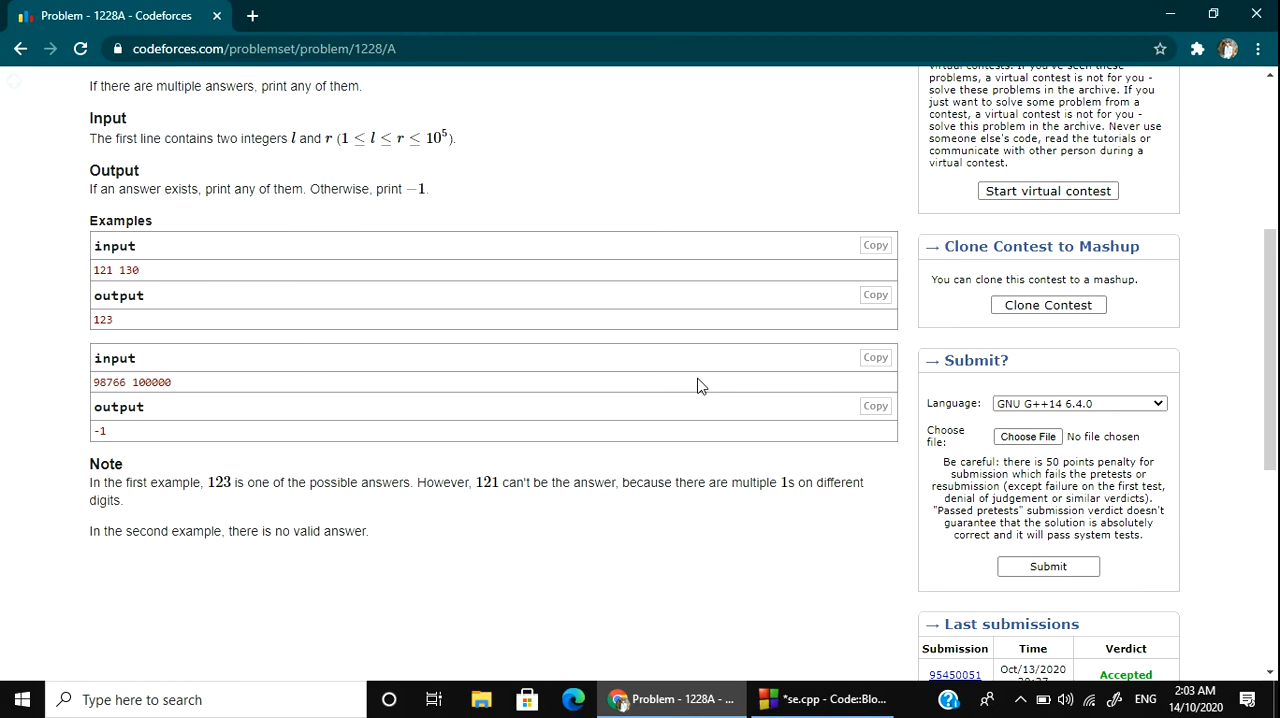 Problem - 1228A - Codeforces
codeforces.com/problemset/problem/1228/A
If there are multiple answers, print any of them.
Input
The first line contains two integers l and r (1 ≤ l ≤ r ≤ 10⁵).
Output
If an answer exists, print any of them. Otherwise, print −1.
Examples
input
Copy
121 130
output
Copy
123
input
Copy
98766 100000
output
Copy
-1
Note
In the first example, 123 is one of the possible answers. However, 121 can't be the answer, because there are multiple 1s on different
digits.
In the second example, there is no valid answer.
virtual contests. If you've seen these
problems, a virtual contest is not for you -
solve these problems in the archive. If you
just want to solve some problem from a
contest, a virtual contest is not for you -
solve this problem in the archive. Never use
someone else's code, read the tutorials or
communicate with other person during a
virtual contest.
Start virtual contest
→ Clone Contest to Mashup
You can clone this contest to a mashup.
Clone Contest
→ Submit?
Language: GNU G++14 6.4.0
Choose
file:
Choose File No file chosen
Be careful: there is 50 points penalty for
submission which fails the pretests or
resubmission (except failure on the first test,
denial of judgement or similar verdicts).
"Passed pretests" submission verdict doesn't
guarantee that the solution is absolutely
correct and it will pass system tests.
Submit
→ Last submissions
Submission Time Verdict
95450051 Oct/13/2020 Accepted
Type here to search
Problem - 1228A - ...
*se.cpp - Code::Blo...
ENG
2:03 AM
14/10/2020